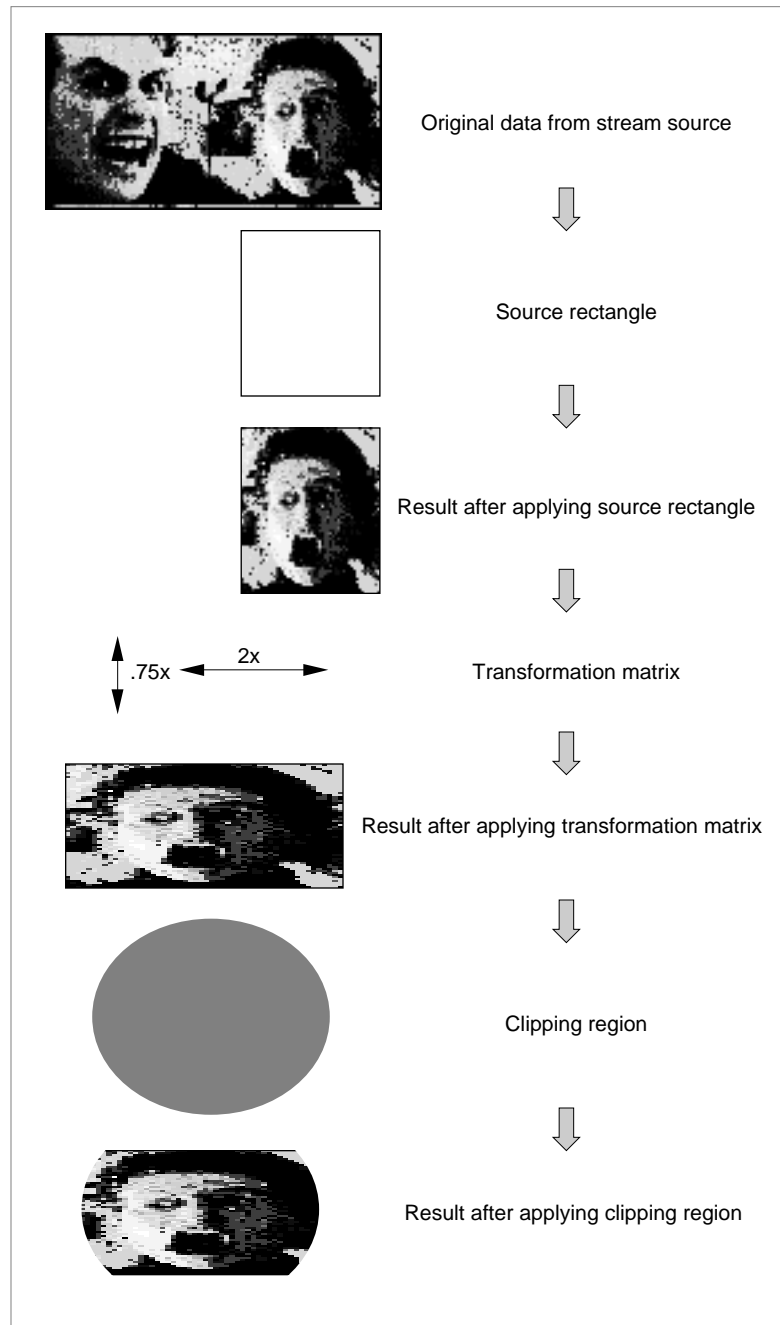 Original data from stream source
Source rectangle
Result after applying source rectangle
.75x
2x
Transformation matrix
Result after applying transformation matrix
Clipping region
Result after applying clipping region